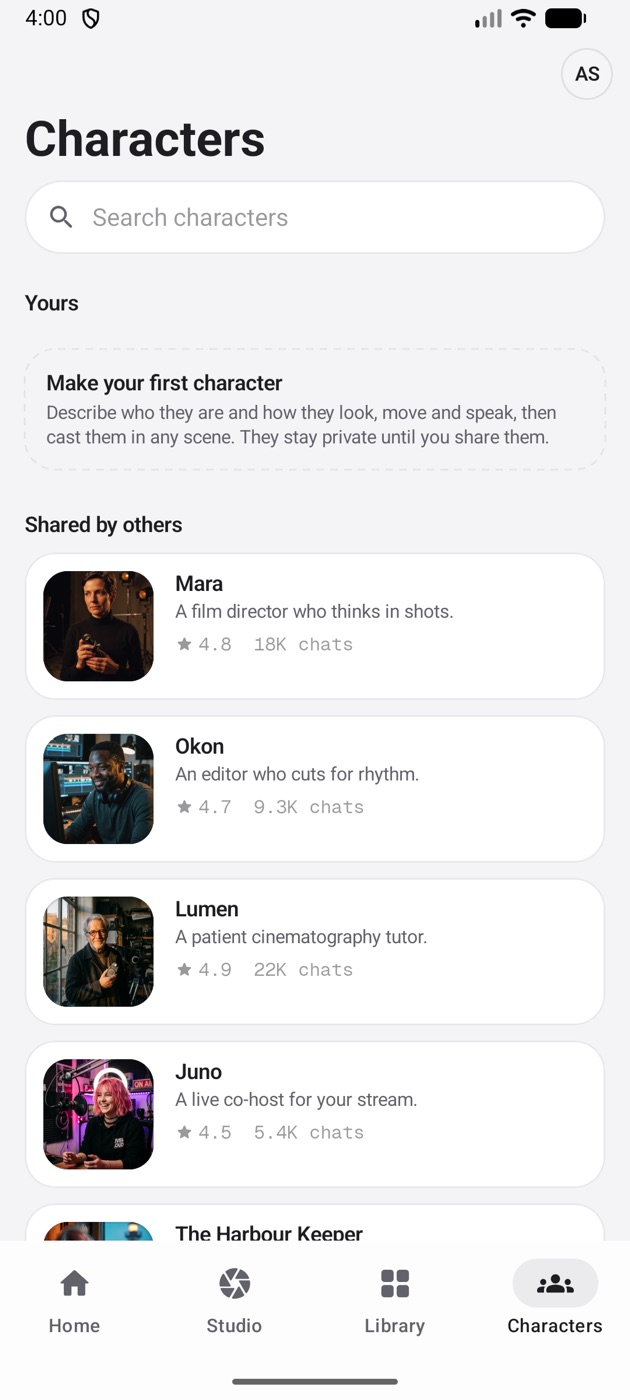 4:00
AS
Characters
Search characters
Yours
Make your first character
Describe who they are and how they look, move and speak, then
cast them in any scene. They stay private until you share them.
Shared by others
Mara
A film director who thinks in shots.
4.8 18K chats
Okon
An editor who cuts for rhythm.
4.7 9.3K chats
Lumen
A patient cinematography tutor.
4.9 22K chats
ON AI
Juno
A live co-host for your stream.
4.5 5.4K chats
The Harbour Keeper
Home
Studio
Library
Characters